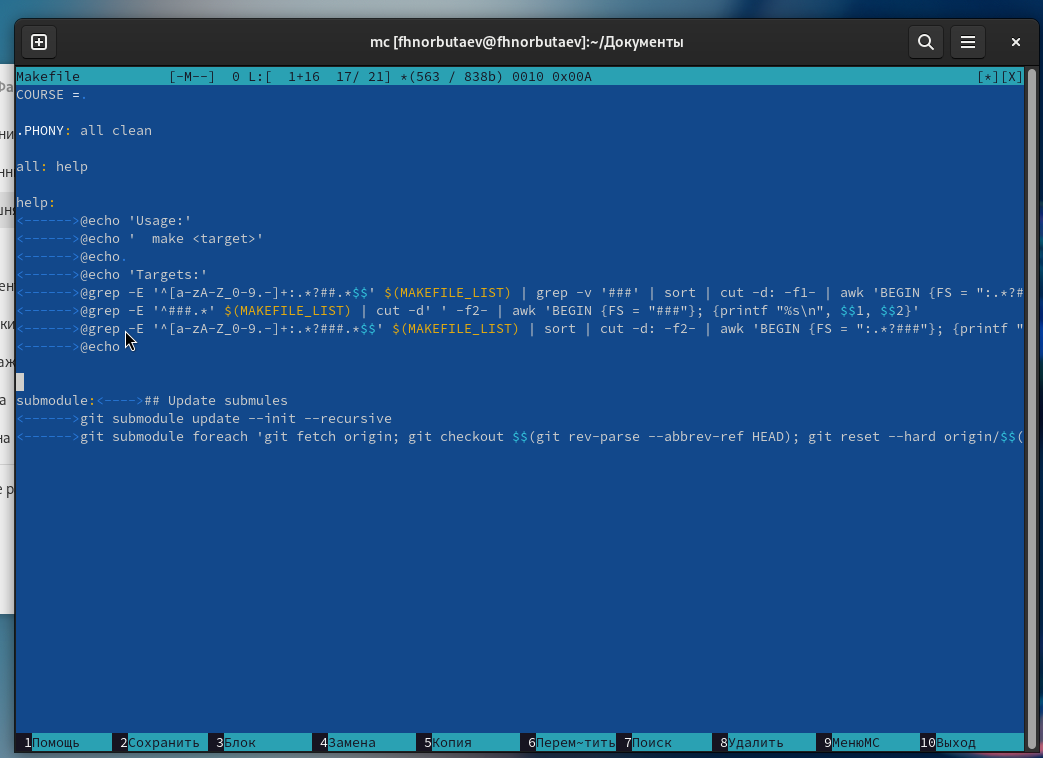 mc [fhnorbutaev@fhnorbutaev]:~/Документы
Makefile [-M--] 0 L:[ 1+16 17/ 21] *(563 / 838b) 0010 0x00A [*][X]
COURSE =.
.PHONY: all clean
all: help
help:
<------>@echo 'Usage:'
<------>@echo '  make <target>'
<------>@echo.
<------>@echo 'Targets:'
<------>@grep -E '^[a-zA-Z_0-9.-]+:.*?##.*$$' $(MAKEFILE_LIST) | grep -v '###' | sort | cut -d: -f1- | awk 'BEGIN {FS = ":.*?#
<------>@grep -E '^###.*' $(MAKEFILE_LIST) | cut -d' ' -f2- | awk 'BEGIN {FS = "###"}; {printf "%s\n", $$1, $$2}'
<------>@grep -E '^[a-zA-Z_0-9.-]+:.*?###.*$$' $(MAKEFILE_LIST) | sort | cut -d: -f2- | awk 'BEGIN {FS = ":.*?###"}; {printf "
<------>@echo
submodule:<---->## Update submules
<------>git submodule update --init --recursive
<------>git submodule foreach 'git fetch origin; git checkout $$(git rev-parse --abbrev-ref HEAD); git reset --hard origin/$$(
1Помощь 2Сохранить 3Блок 4Замена 5Копия 6Перем~тить 7Поиск 8Удалить 9МенюМС 10Выход